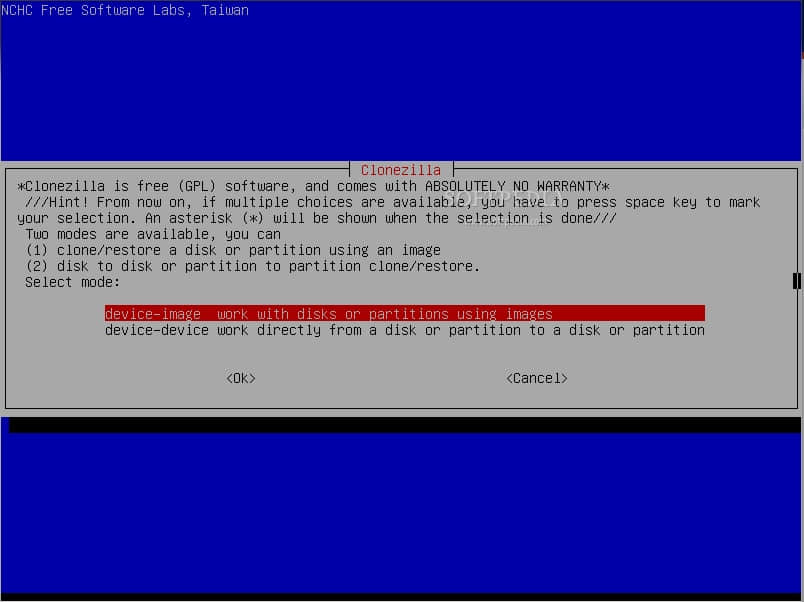 NCHC Free Software Labs, Taiwan
Clonezilla
*Clonezilla is free (GPL) software, and comes with ABSOLUTELY NO WARRANTY*
///Hint! From now on, if multiple choices are available, you have to press space key to mark
your selection. An asterisk (*) will be shown when the selection is done///
Two modes are available, you can
(1) clone/restore a disk or partition using an image
(2) disk to disk or partition to partition clone/restore.
Select mode:
device-image work with disks or partitions using images
device-device work directly from a disk or partition to a disk or partition
<Ok> <Cancel>
SOFTPEDIA